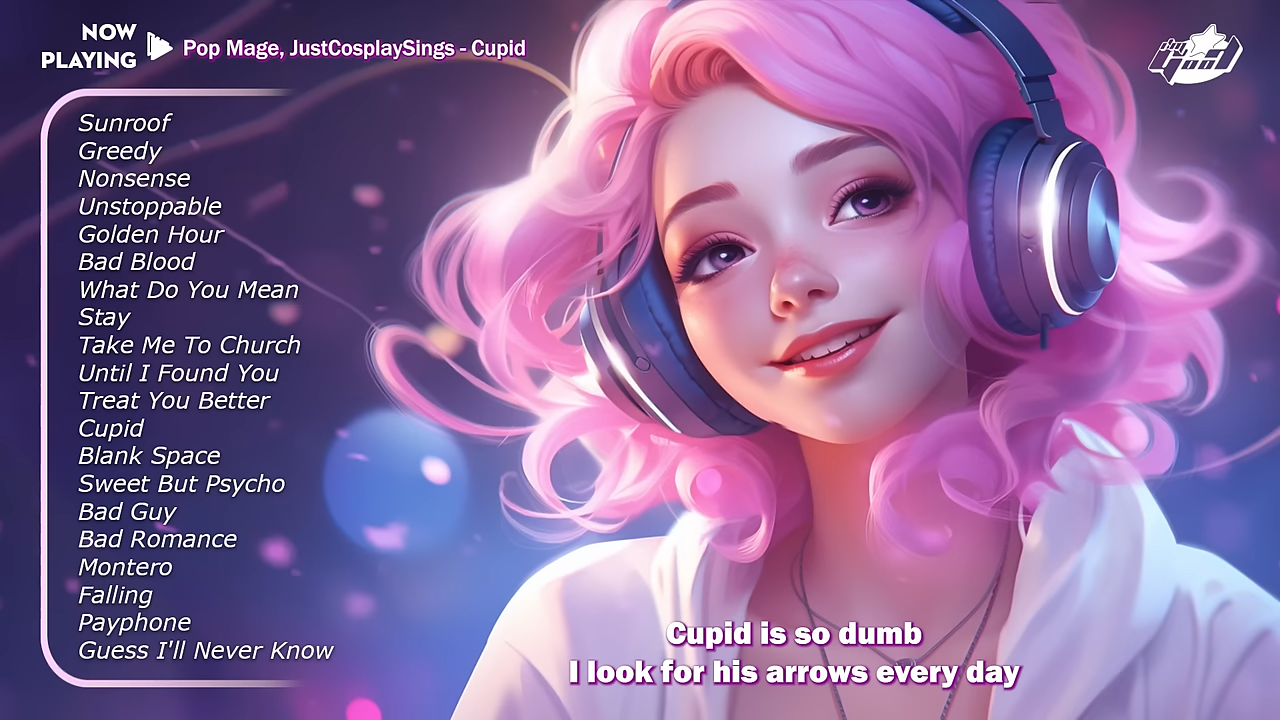 NOW
PLAYING
Pop Mage, JustCosplaySings - Cupid
Sunroof
Greedy
Nonsense
Unstoppable
Golden Hour
Bad Blood
What Do You Mean
Stay
Take Me To Church
Until I Found You
Treat You Better
Cupid
Blank Space
Sweet But Psycho
Bad Guy
Bad Romance
Montero
Falling
Payphone
Guess I'll Never Know
Cupid is so dumb
I look for his arrows every day